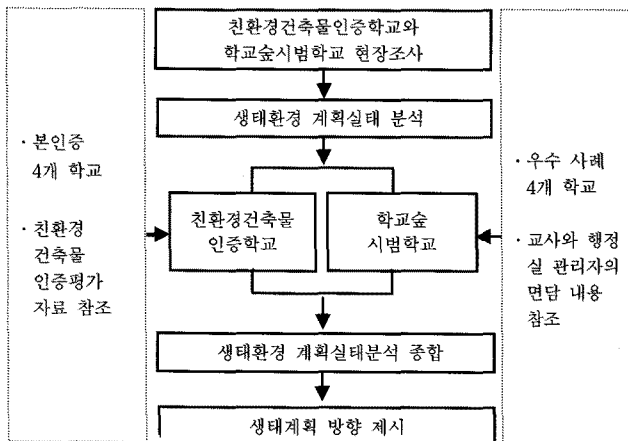 친환경건축물인증학교와
학교숲시범학교 현장조사
생태환경 계획실태 분석
· 본인증
4개 학교
· 친환경
건축물
인증평가
자료 참조
친환경건축물
인증학교
학교숲
시범학교
· 우수 사례
4개 학교
· 교사와 행정
실 관리자의
면담 내용
참조
생태환경 계획실태분석 종합
생태계획 방향 제시